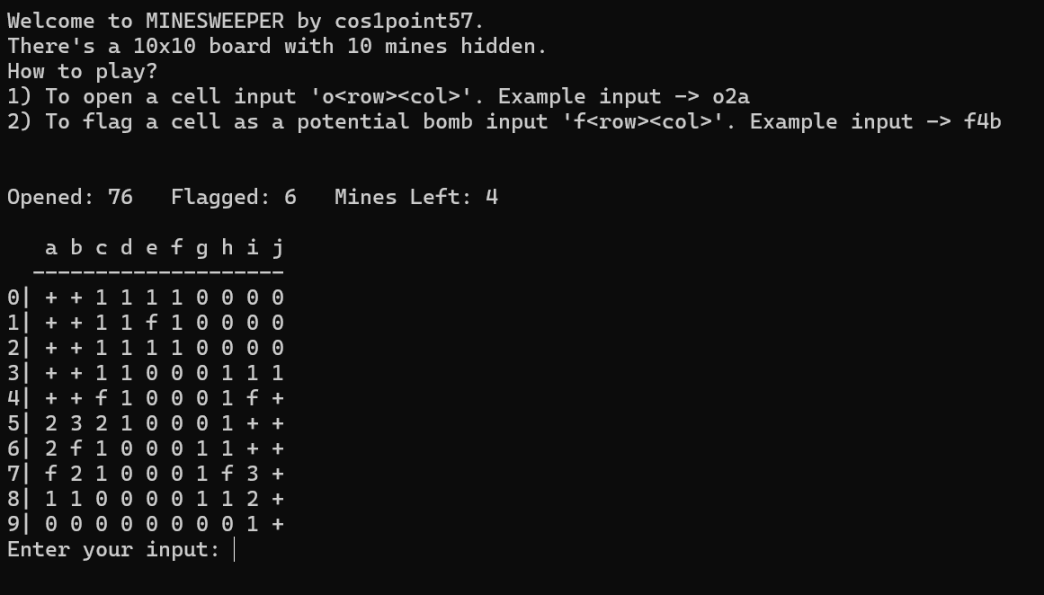 Welcome to MINESWEEPER by cos1point57.
There's a 10x10 board with 10 mines hidden.
How to play?
1) To open a cell input 'o<row><col>'. Example input -> o2a
2) To flag a cell as a potential bomb input 'f<row><col>'. Example input -> f4b
Opened: 76   Flagged: 6   Mines Left: 4
   a b c d e f g h i j
  --------------------
0| + + 1 1 1 1 0 0 0 0
1| + + 1 1 f 1 0 0 0 0
2| + + 1 1 1 1 0 0 0 0
3| + + 1 1 0 0 0 1 1 1
4| + + f 1 0 0 0 1 f +
5| 2 3 2 1 0 0 0 1 + +
6| 2 f 1 0 0 0 1 1 + +
7| f 2 1 0 0 0 1 f 3 +
8| 1 1 0 0 0 0 1 1 2 +
9| 0 0 0 0 0 0 0 0 1 +
Enter your input: